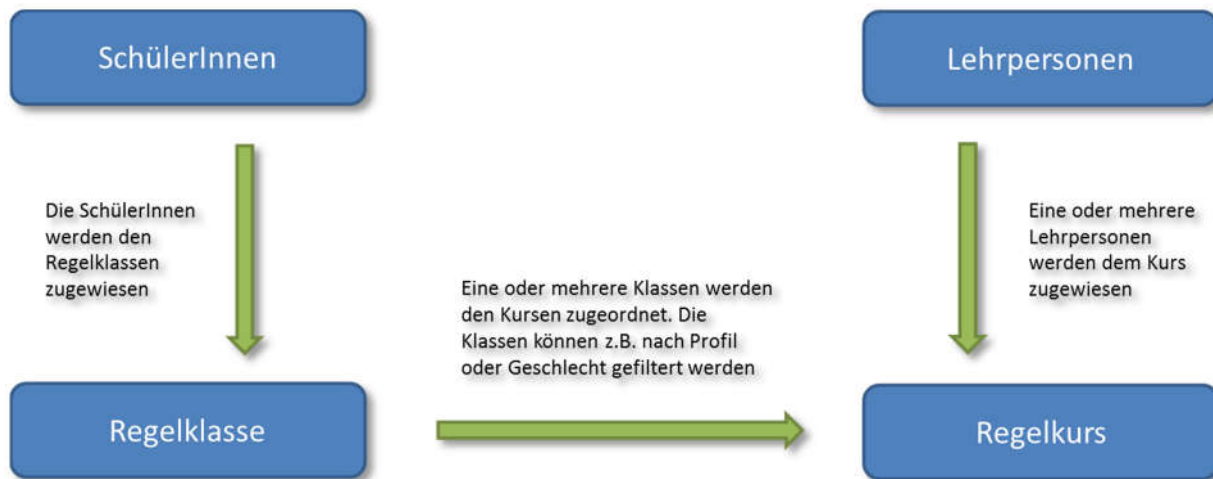 SchülerInnen
Lehrpersonen
Die SchülerInnen
werden den
Regelklassen
zugewiesen
Eine oder mehrere Klassen werden
den Kursen zugeordnet. Die
Klassen können z.B. nach Profil
oder Geschlecht gefiltert werden
Eine oder mehrere
Lehrpersonen
werden dem Kurs
zugewiesen
Regelklasse
Regelkurs